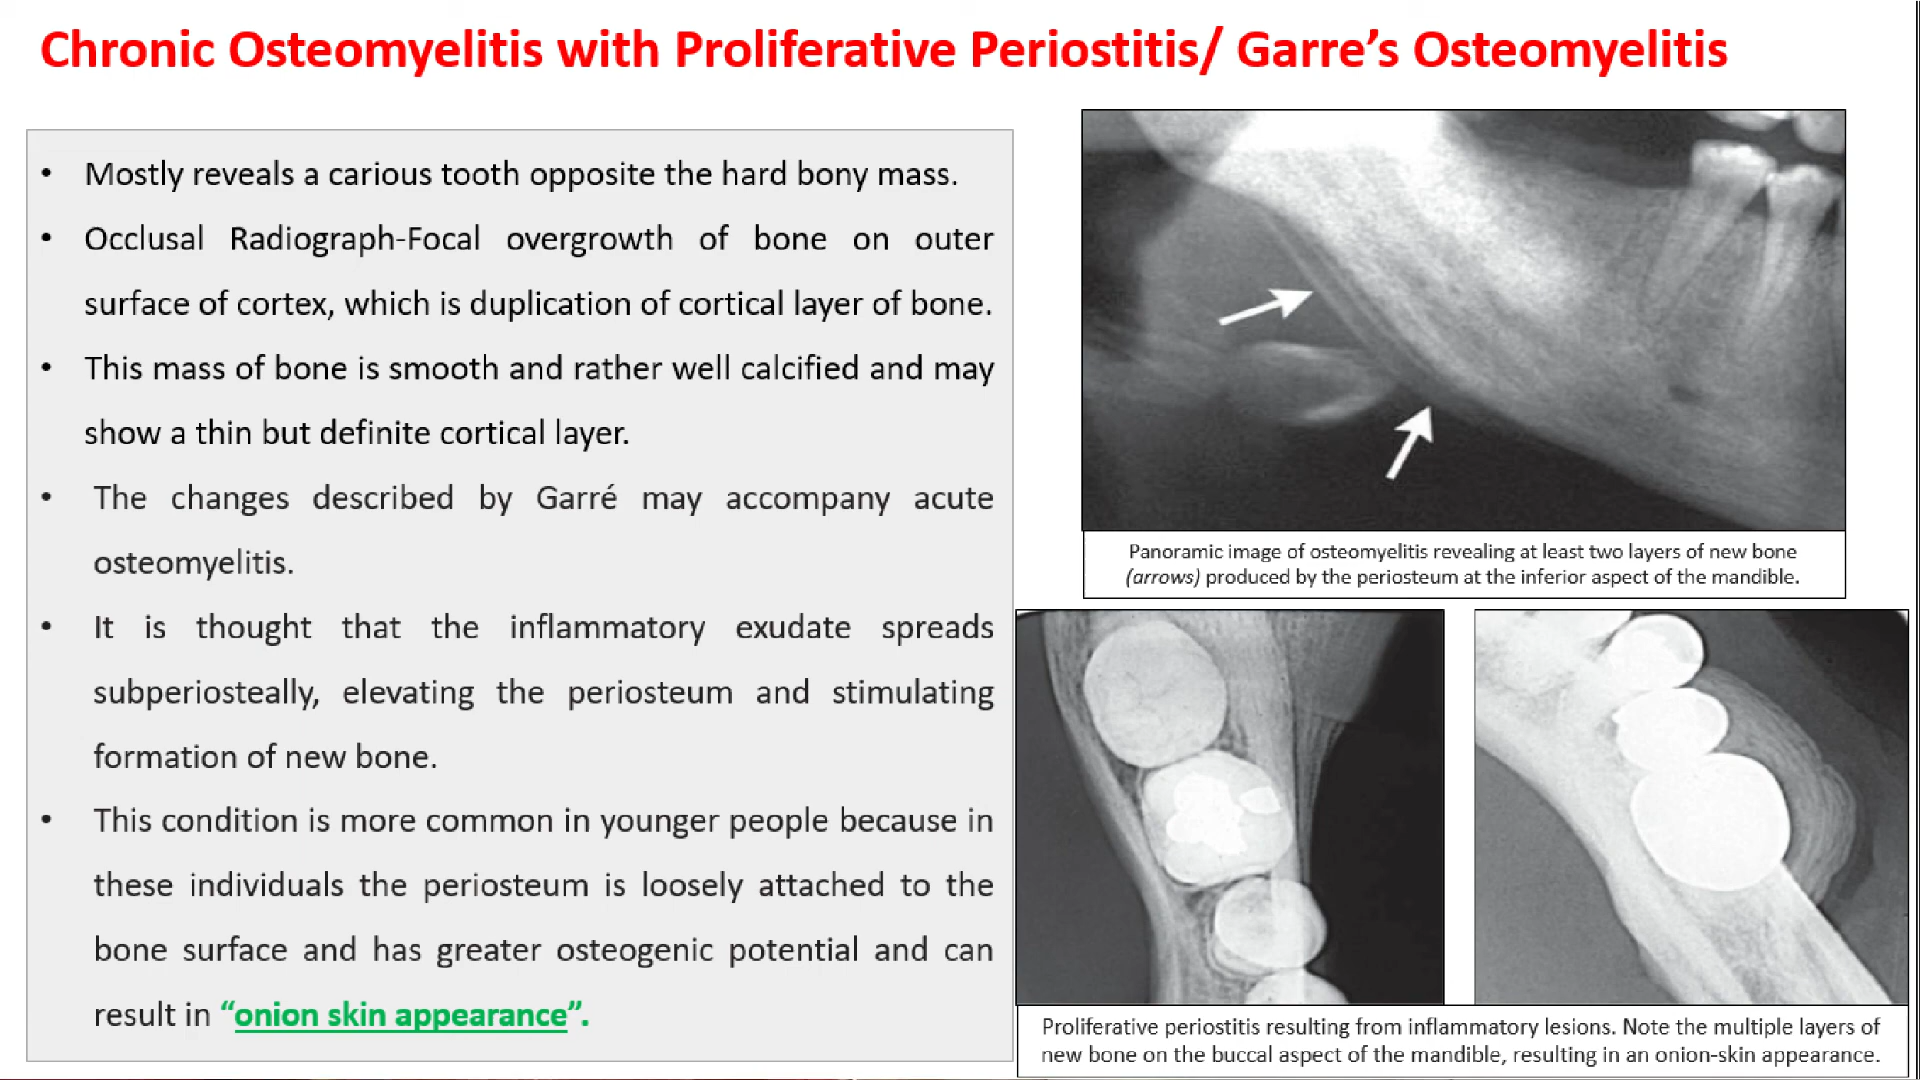 Chronic Osteomyelitis with Proliferative Periostitis/ Garre’s Osteomyelitis
• Mostly reveals a carious tooth opposite the hard bony mass.
• Occlusal Radiograph-Focal overgrowth of bone on outer
surface of cortex, which is duplication of cortical layer of bone.
• This mass of bone is smooth and rather well calcified and may
show a thin but definite cortical layer.
• The changes described by Garré may accompany acute
osteomyelitis.
• It is thought that the inflammatory exudate spreads
subperiosteally, elevating the periosteum and stimulating
formation of new bone.
• This condition is more common in younger people because in
these individuals the periosteum is loosely attached to the
bone surface and has greater osteogenic potential and can
result in “onion skin appearance”.
Panoramic image of osteomyelitis revealing at least two layers of new bone
(arrows) produced by the periosteum at the inferior aspect of the mandible.
Proliferative periostitis resulting from inflammatory lesions. Note the multiple layers of
new bone on the buccal aspect of the mandible, resulting in an onion-skin appearance.